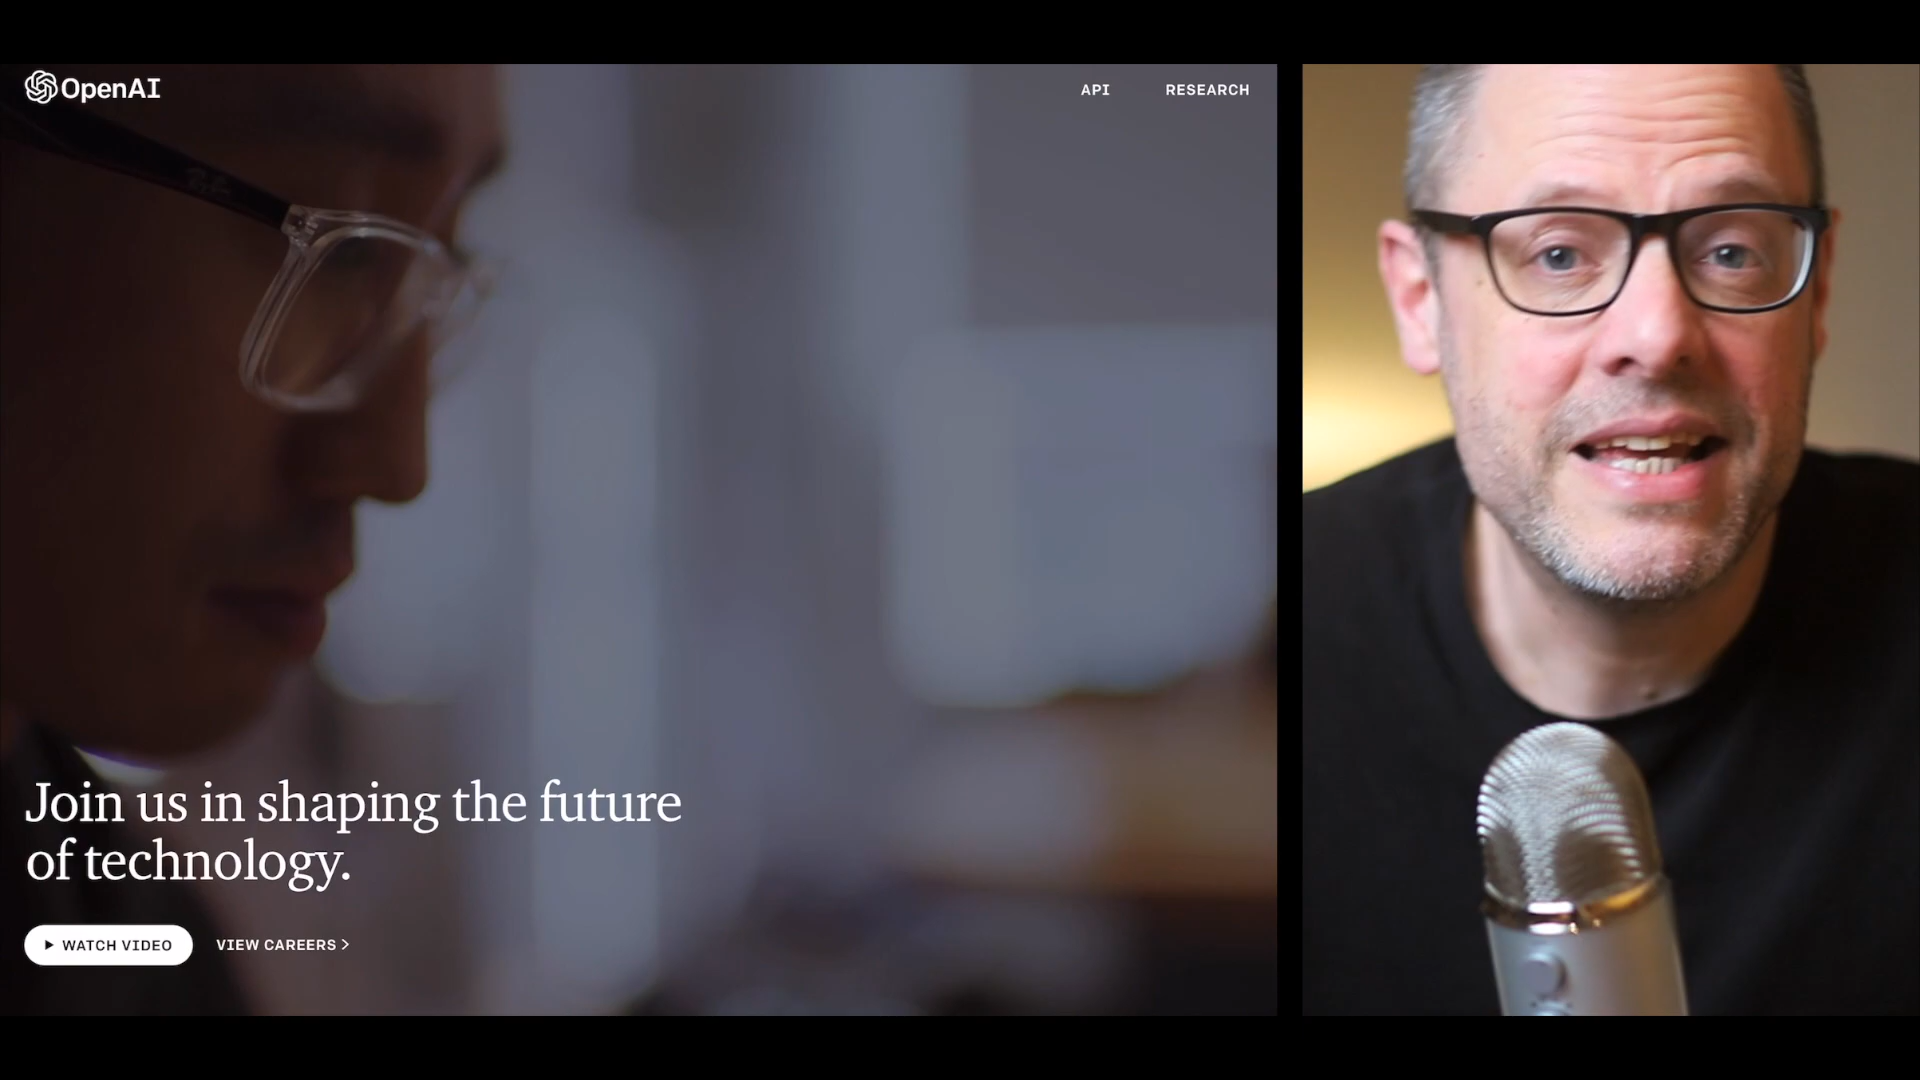 OpenAI
API
RESEARCH
Join us in shaping the future
of technology.
WATCH VIDEO
VIEW CAREERS >